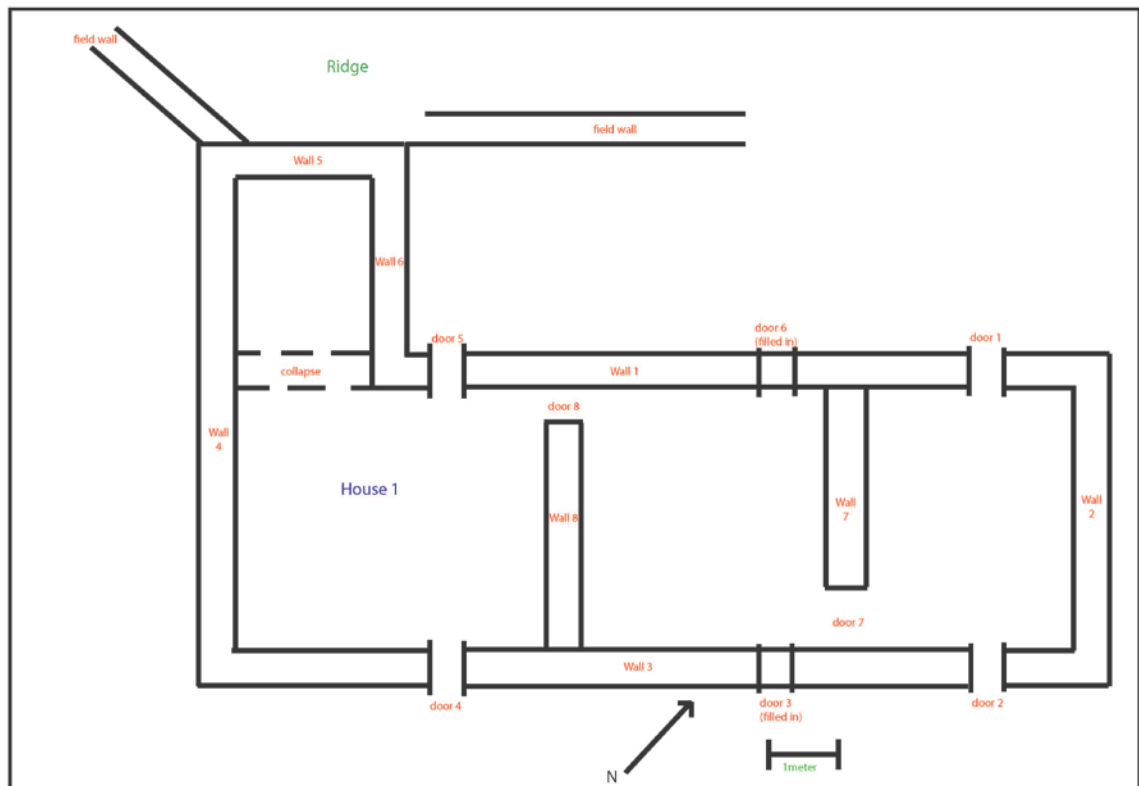 field wall
Ridge
field wall
Wall 5
Wall 6
door 5
door 6
(filled in)
door 1
collapse
Wall 1
door 8
Wall
4
House 1
Wall 8
Wall
7
Wall
2
door 7
Wall 3
door 4
door 3
(filled in)
door 2
N
1meter